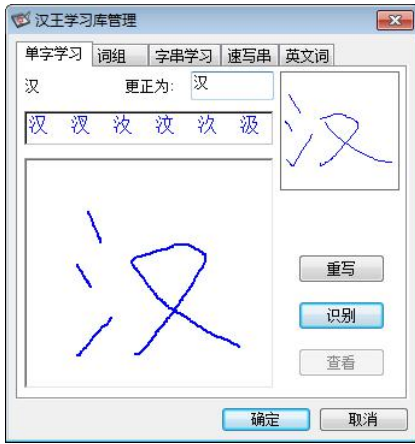 汉王学习库管理
单字学习 词组 字串学习 速写串 英文词
汉 更正为: 汉
汉 汊 汝 汶 汣 汲
汉
汉
重写
识别
查看
确定 取消